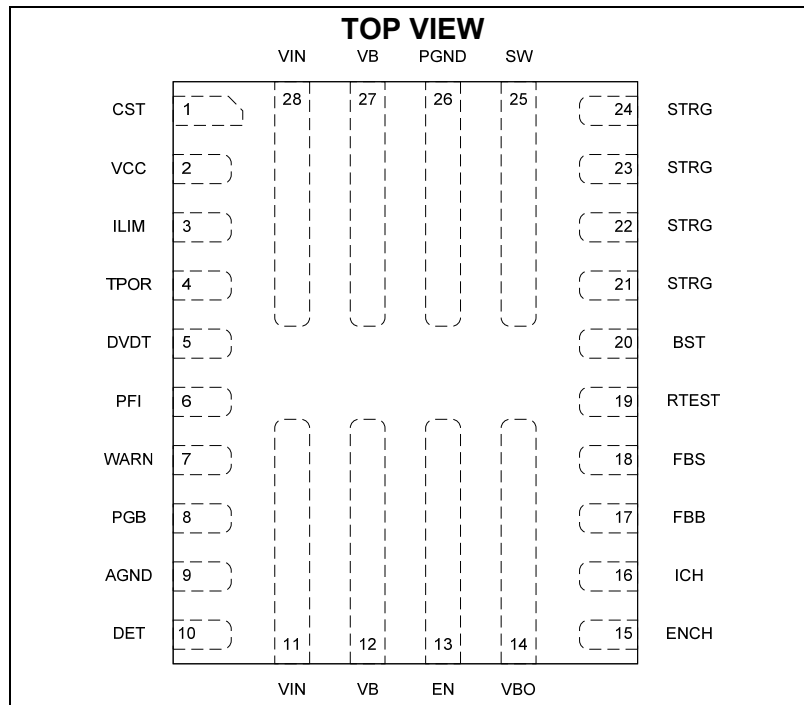 TOP VIEW
VIN VB PGND SW
28 27 26 25
CST 1 24 STRG
VCC 2 23 STRG
ILIM 3 22 STRG
TPOR 4 21 STRG
DVDT 5 20 BST
PFI 6 19 RTEST
WARN 7 18 FBS
PGB 8 17 FBB
AGND 9 16 ICH
DET 10 15 ENCH
11 12 13 14
VIN VB EN VBO